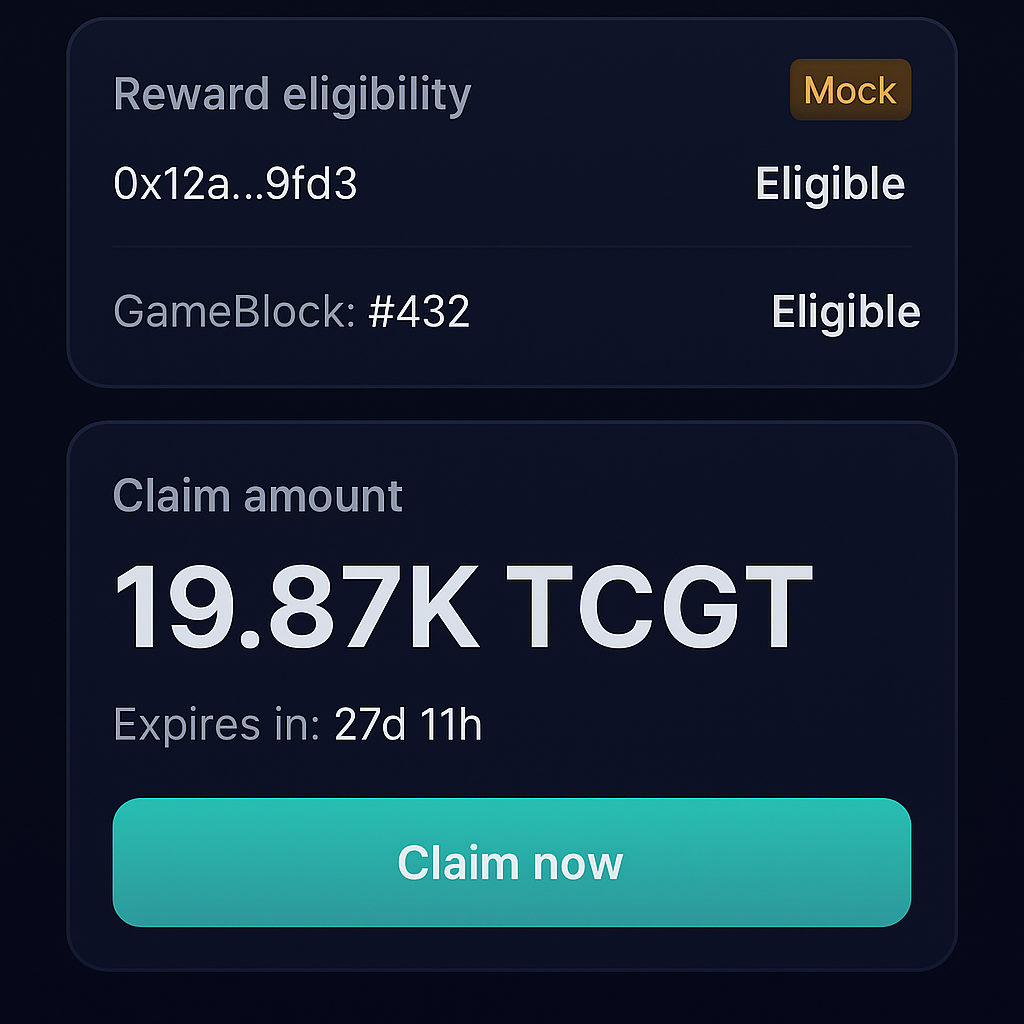 Reward eligibility Mock
0x12a...9fd3 Eligible
GameBlock: #432 Eligible
Claim amount
19.87K TCGT
Expires in: 27d 11h
Claim now